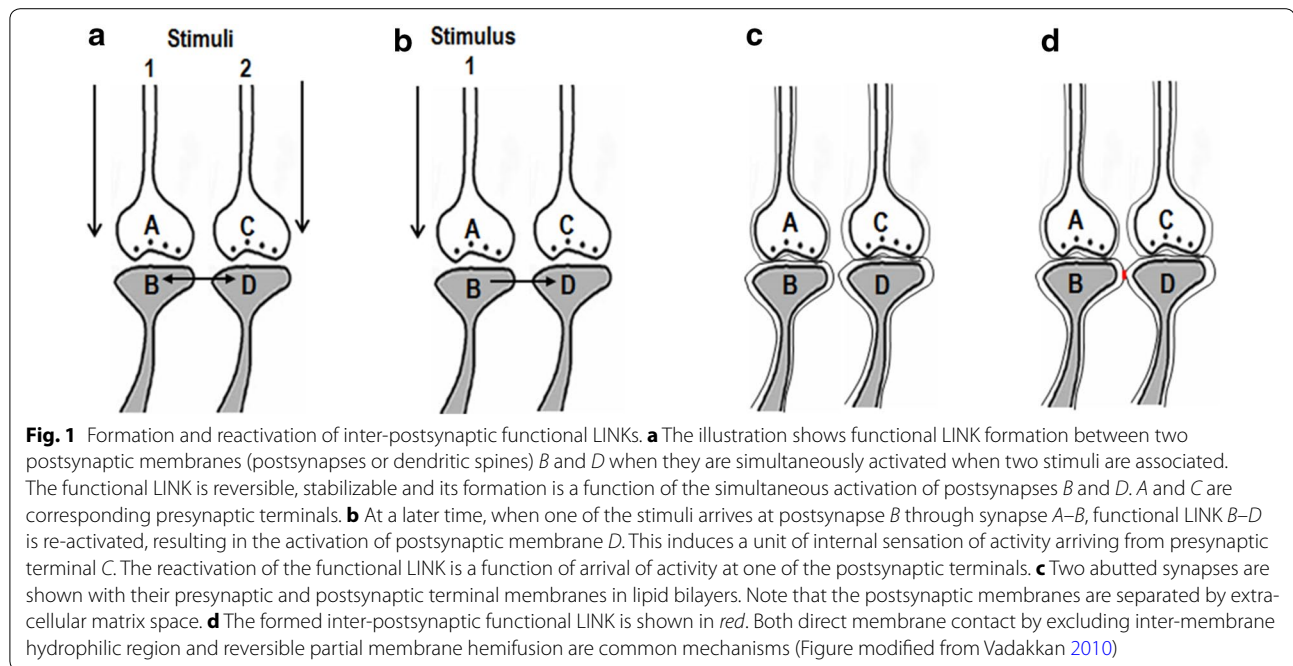 a Stimuli b Stimulus c d
1 2 1
A C A C A C A C
B D B D B D B D
Fig. 1 Formation and reactivation of inter-postsynaptic functional LINKs. a The illustration shows functional LINK formation between two
postsynaptic membranes (postsynapses or dendritic spines) B and D when they are simultaneously activated when two stimuli are associated.
The functional LINK is reversible, stabilizable and its formation is a function of the simultaneous activation of postsynapses B and D. A and C are
corresponding presynaptic terminals. b At a later time, when one of the stimuli arrives at postsynapse B through synapse A–B, functional LINK B–D
is re-activated, resulting in the activation of postsynaptic membrane D. This induces a unit of internal sensation of activity arriving from presynaptic
terminal C. The reactivation of the functional LINK is a function of arrival of activity at one of the postsynaptic terminals. c Two abutted synapses are
shown with their presynaptic and postsynaptic terminal membranes in lipid bilayers. Note that the postsynaptic membranes are separated by extra-
cellular matrix space. d The formed inter-postsynaptic functional LINK is shown in red. Both direct membrane contact by excluding inter-membrane
hydrophilic region and reversible partial membrane hemifusion are common mechanisms (Figure modified from Vadakkan 2010)